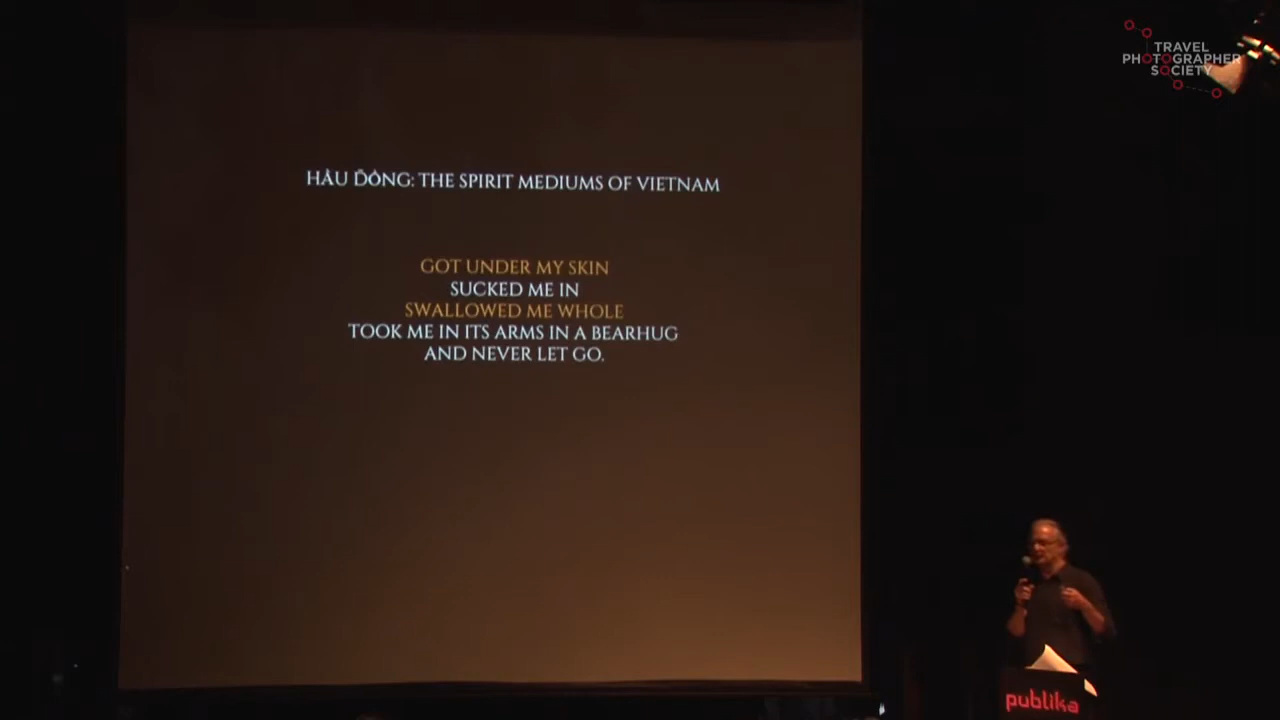 TRAVEL
PHOTOGRAPHER
SOCIETY
HẦU ĐỒNG: THE SPIRIT MEDIUMS OF VIETNAM
GOT UNDER MY SKIN
SUCKED ME IN
SWALLOWED ME WHOLE
TOOK ME IN ITS ARMS IN A BEARHUG
AND NEVER LET GO.
publika